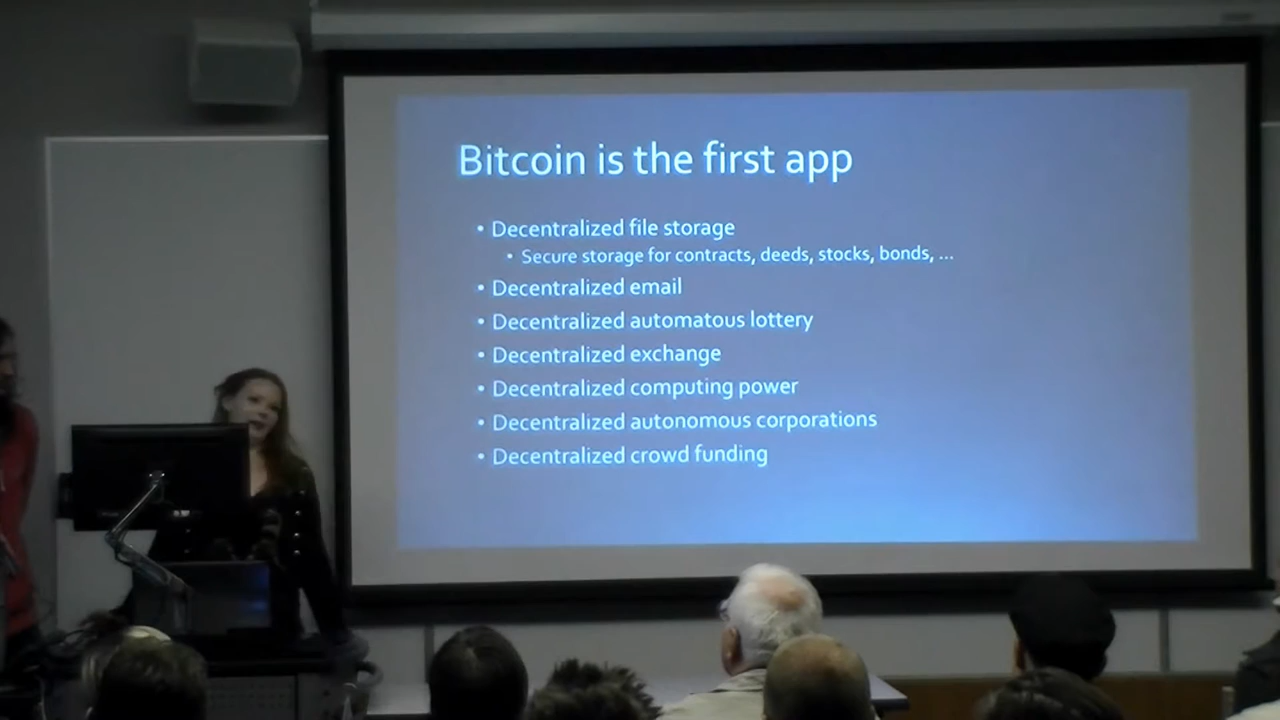 Bitcoin is the first app
• Decentralized file storage
• Secure storage for contracts, deeds, stocks, bonds, ...
• Decentralized email
• Decentralized automatous lottery
• Decentralized exchange
• Decentralized computing power
• Decentralized autonomous corporations
• Decentralized crowd funding